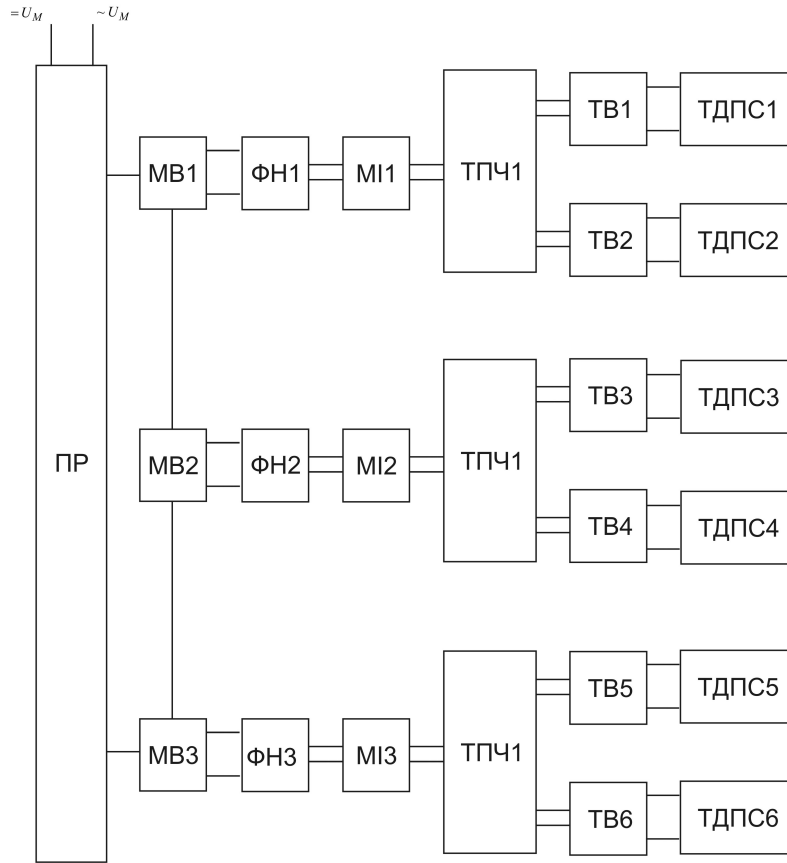 =U_M ~U_M
ТВ1 ТДПС1
МВ1 ФН1 МІ1 ТПЧ1
ТВ2 ТДПС2
ТВ3 ТДПС3
ПР МВ2 ФН2 МІ2 ТПЧ1
ТВ4 ТДПС4
ТВ5 ТДПС5
МВ3 ФН3 МІ3 ТПЧ1
ТВ6 ТДПС6